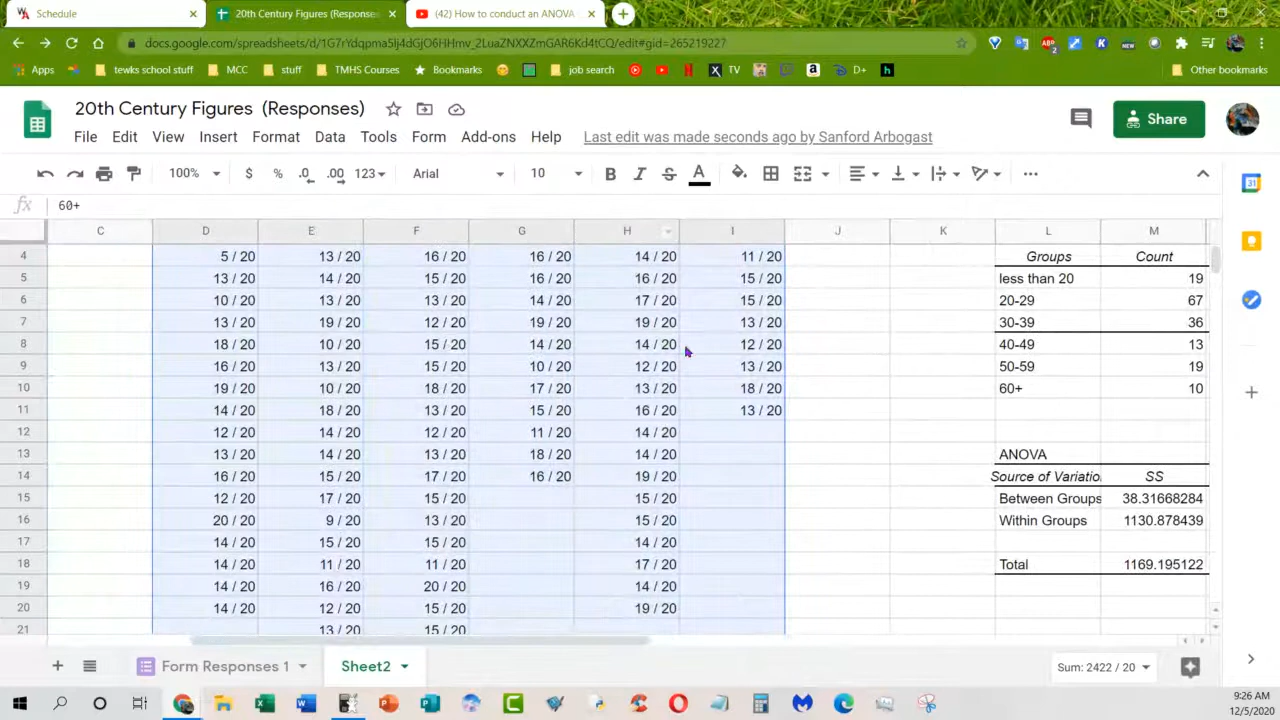 Schedule
20th Century Figures (Responses
(42) How to conduct an ANOVA
docs.google.com/spreadsheets/d/1G7rYdqpma5lj4dGjO6HHmv_2LuaZNXXZmGAR6Kd4tCQ/edit#gid=265219227
Apps tewks school stuff MCC stuff TMHS Courses Bookmarks job search TV D+ Other bookmarks
20th Century Figures (Responses)
File Edit View Insert Format Data Tools Form Add-ons Help Last edit was made seconds ago by Sanford Arbogast
Share
100% $ % .0 .00 123 Arial 10 B I S A
fx 60+
C D E F G H I J K L M
4 5 / 20 13 / 20 16 / 20 16 / 20 14 / 20 11 / 20 Groups Count
5 13 / 20 14 / 20 15 / 20 16 / 20 16 / 20 15 / 20 less than 20 19
6 10 / 20 13 / 20 13 / 20 14 / 20 17 / 20 15 / 20 20-29 67
7 13 / 20 19 / 20 12 / 20 19 / 20 19 / 20 13 / 20 30-39 36
8 18 / 20 10 / 20 15 / 20 14 / 20 14 / 20 12 / 20 40-49 13
9 16 / 20 13 / 20 15 / 20 10 / 20 12 / 20 13 / 20 50-59 19
10 19 / 20 10 / 20 18 / 20 17 / 20 13 / 20 18 / 20 60+ 10
11 14 / 20 18 / 20 13 / 20 15 / 20 16 / 20 13 / 20
12 12 / 20 14 / 20 12 / 20 11 / 20 14 / 20
13 13 / 20 14 / 20 13 / 20 18 / 20 14 / 20 ANOVA
14 16 / 20 15 / 20 17 / 20 16 / 20 19 / 20 Source of Variatio SS
15 12 / 20 17 / 20 15 / 20 15 / 20 Between Groups 38.31668284
16 20 / 20 9 / 20 13 / 20 15 / 20 Within Groups 1130.878439
17 14 / 20 15 / 20 15 / 20 14 / 20
18 14 / 20 11 / 20 11 / 20 17 / 20 Total 1169.195122
19 14 / 20 16 / 20 20 / 20 14 / 20
20 14 / 20 12 / 20 15 / 20 19 / 20
21 13 / 20 15 / 20
Form Responses 1 Sheet2 Sum: 2422 / 20
9:26 AM
12/5/2020